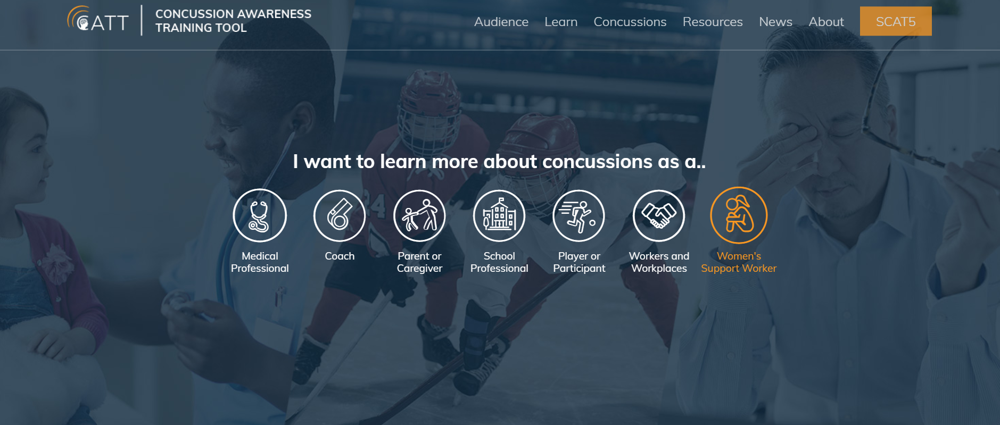 CATT
CONCUSSION AWARENESS
TRAINING TOOL
Audience Learn Concussions Resources News About SCAT5
I want to learn more about concussions as a..
Medical
Professional
Coach
Parent or
Caregiver
School
Professional
Player or
Participant
Workers and
Workplaces
Women's
Support Worker
24